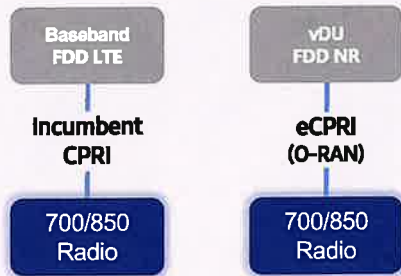 Baseband
FDD LTE
Incumbent
CPRI
700/850
Radio
vDU
FDD NR
eCPRI
(O-RAN)
700/850
Radio